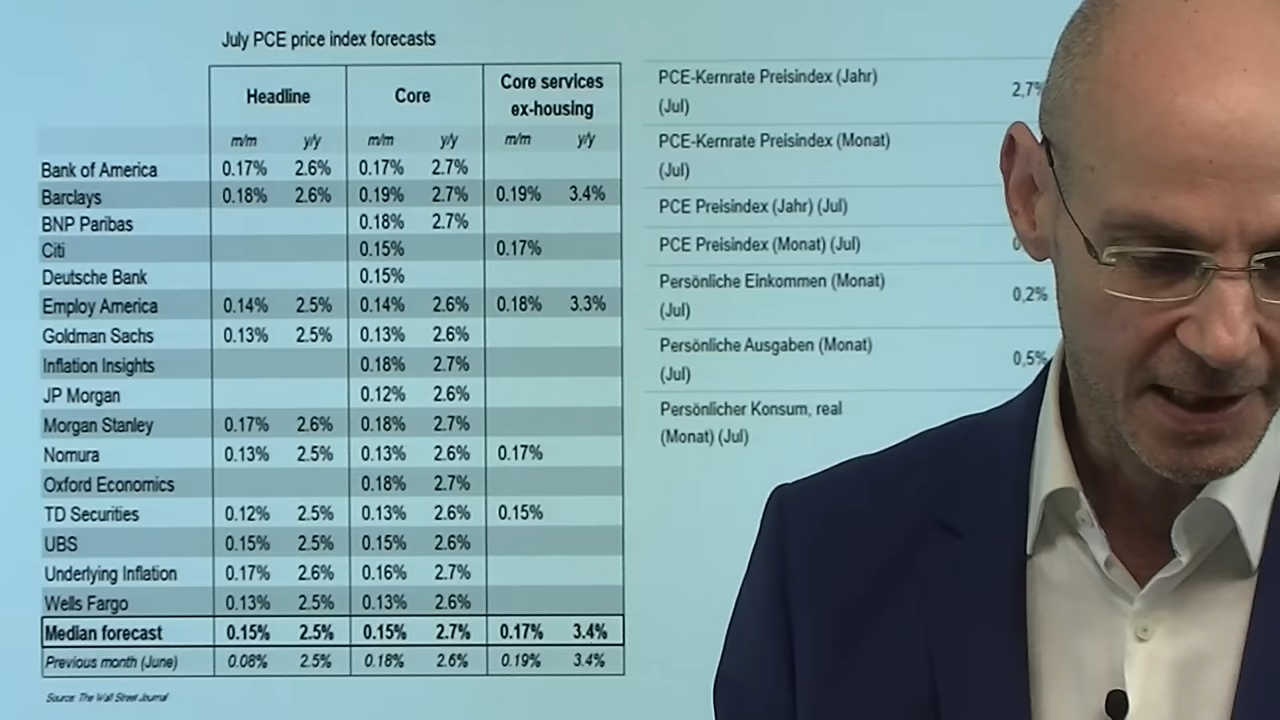 July PCE price index forecasts
Headline Core Core services
ex-housing
m/m y/y m/m y/y m/m y/y
Bank of America 0.17% 2.6% 0.17% 2.7%
Barclays 0.18% 2.6% 0.19% 2.7% 0.19% 3.4%
BNP Paribas 0.18% 2.7%
Citi 0.15% 0.17%
Deutsche Bank 0.15%
Employ America 0.14% 2.5% 0.14% 2.6% 0.18% 3.3%
Goldman Sachs 0.13% 2.5% 0.13% 2.6%
Inflation Insights 0.18% 2.7%
JP Morgan 0.12% 2.6%
Morgan Stanley 0.17% 2.6% 0.18% 2.7%
Nomura 0.13% 2.5% 0.13% 2.6% 0.17%
Oxford Economics 0.18% 2.7%
TD Securities 0.12% 2.5% 0.13% 2.6% 0.15%
UBS 0.15% 2.5% 0.15% 2.6%
Underlying Inflation 0.17% 2.6% 0.16% 2.7%
Wells Fargo 0.13% 2.5% 0.13% 2.6%
Median forecast 0.15% 2.5% 0.15% 2.7% 0.17% 3.4%
Previous month (June) 0.08% 2.5% 0.18% 2.6% 0.19% 3.4%
Source: The Wall Street Journal
PCE-Kernrate Preisindex (Jahr)
(Jul) 2,7%
PCE-Kernrate Preisindex (Monat)
(Jul)
PCE Preisindex (Jahr) (Jul)
PCE Preisindex (Monat) (Jul)
Persönliche Einkommen (Monat)
(Jul) 0,2%
Persönliche Ausgaben (Monat)
(Jul) 0,5%
Persönlicher Konsum, real
(Monat) (Jul)